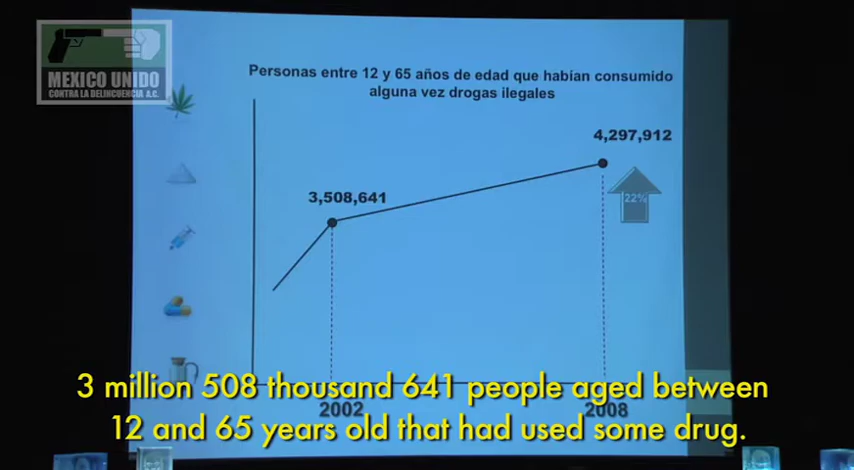 MEXICO UNIDO
CONTRA LA DELINCUENCIA A.C.
Personas entre 12 y 65 años de edad que habían consumido
alguna vez drogas ilegales
4,297,912
3,508,641
22%
2002
2008
3 million 508 thousand 641 people aged between
12 and 65 years old that had used some drug.